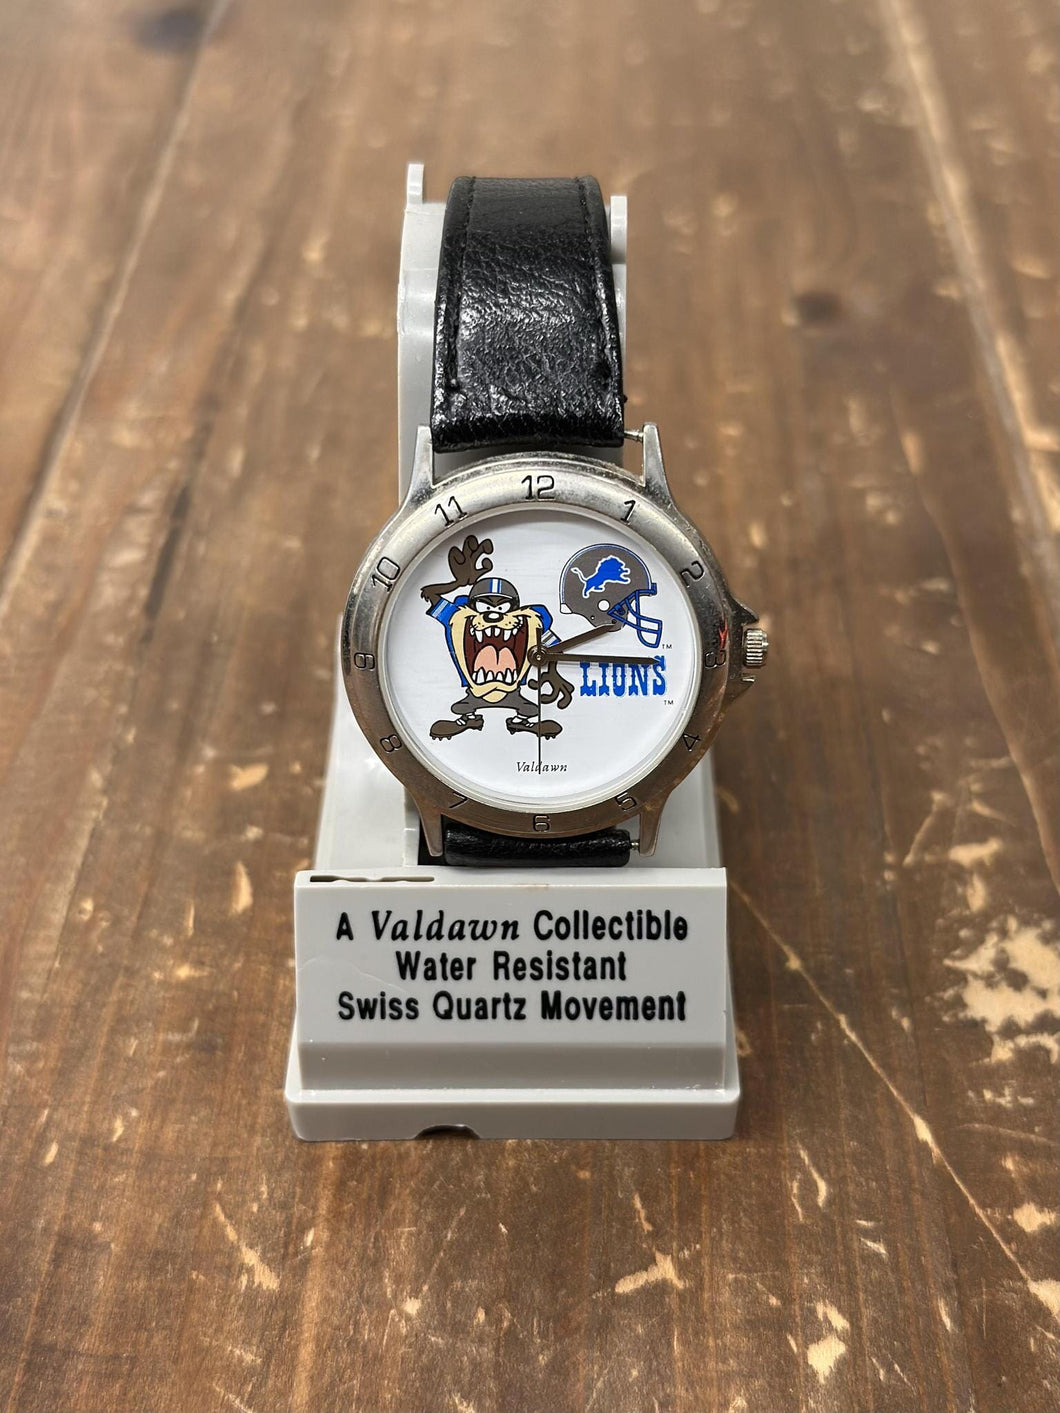 12
11 1
10 2
9 3
8 4
7 5
6
TM
LIONS
TM
Valdawn
A Valdawn Collectible
Water Resistant
Swiss Quartz Movement